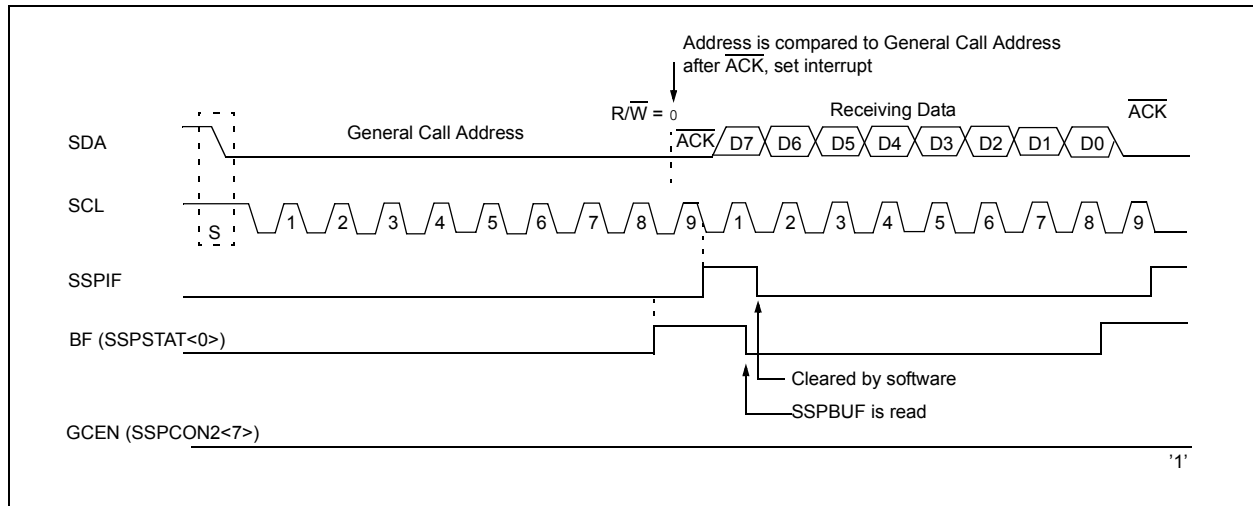 Address is compared to General Call Address
after ACK, set interrupt
R/W = 0
Receiving Data
ACK
General Call Address
SDA
ACK D7 D6 D5 D4 D3 D2 D1 D0
SCL
S
1 2 3 4 5 6 7 8 9 1 2 3 4 5 6 7 8 9
SSPIF
BF (SSPSTAT<0>)
Cleared by software
SSPBUF is read
GCEN (SSPCON2<7>)
'1'